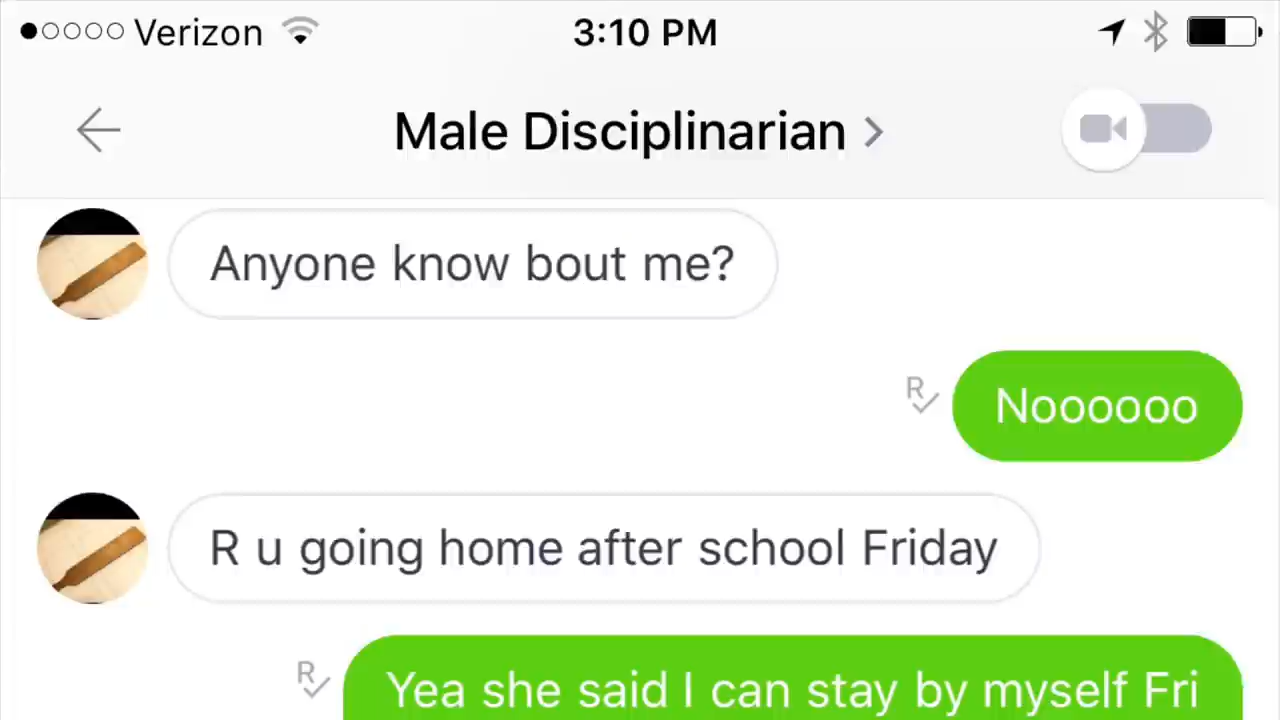 Verizon 3:10 PM
Male Disciplinarian
Anyone know bout me?
R Noooooo
R u going home after school Friday
R Yea she said I can stay by myself Fri